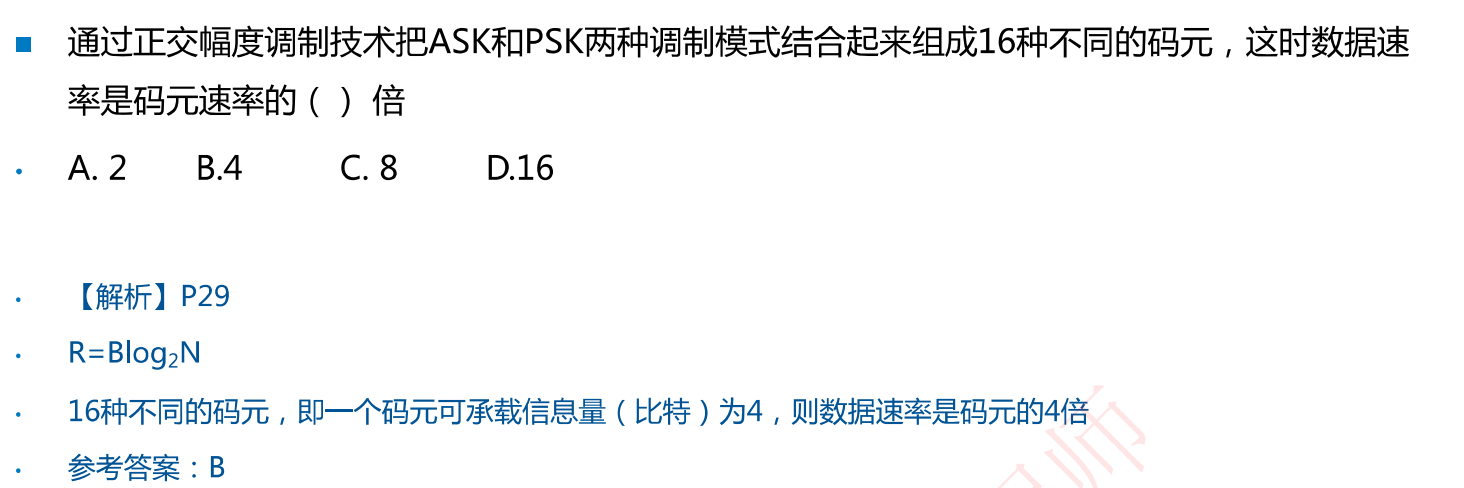 通过正交幅度调制技术把ASK和PSK两种调制模式结合起来组成16种不同的码元，这时数据速
率是码元速率的（ ） 倍
A. 2 B.4 C. 8 D.16
【解析】P29
R=Blog₂N
16种不同的码元，即一个码元可承载信息量（比特）为4，则数据速率是码元的4倍
参考答案：B
师